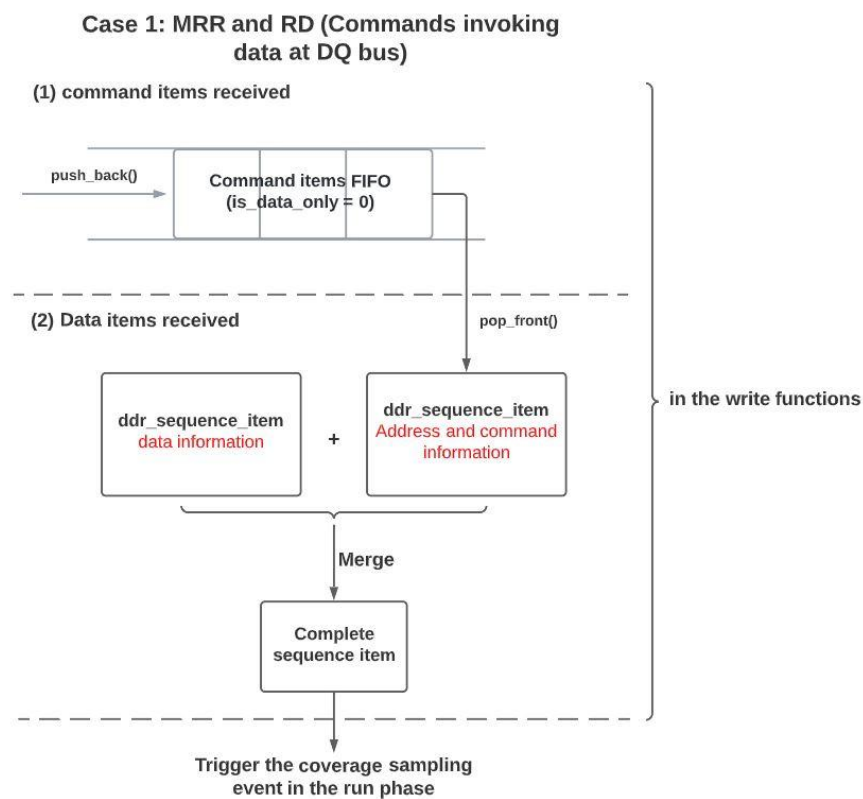 Case 1: MRR and RD (Commands invoking
data at DQ bus)
(1) command items received
push_back()
Command items FIFO
(is_data_only = 0)
(2) Data items received
pop_front()
ddr_sequence_item
data information
+
ddr_sequence_item
Address and command
information
in the write functions
Merge
Complete
sequence item
Trigger the coverage sampling
event in the run phase